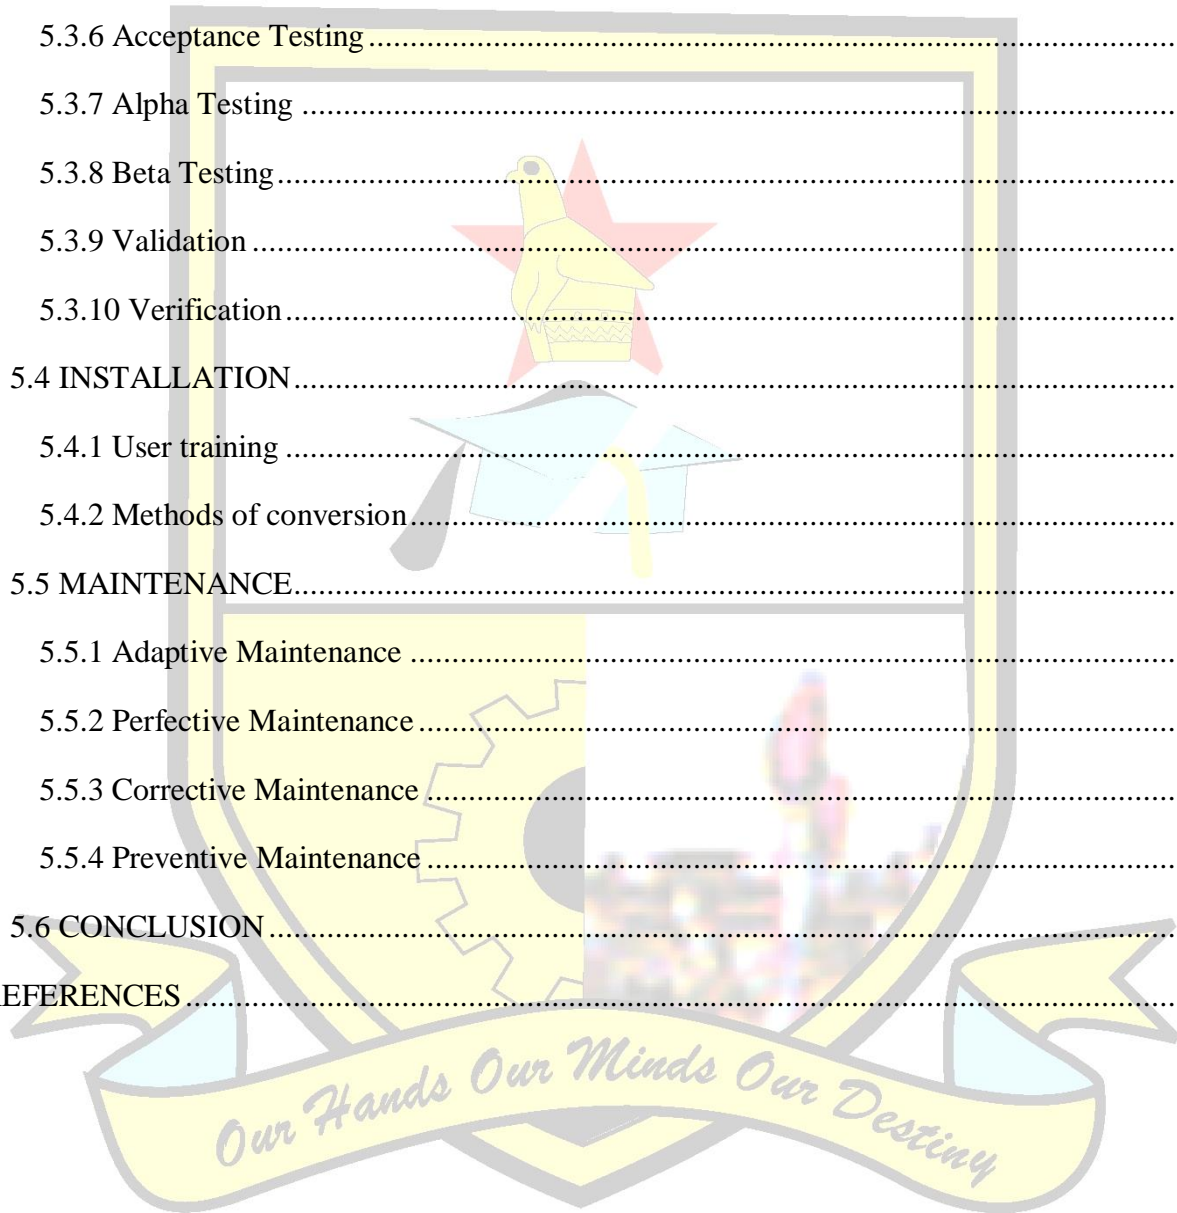 5.3.6 Acceptance Testing
5.3.7 Alpha Testing
5.3.8 Beta Testing
5.3.9 Validation
5.3.10 Verification
5.4 INSTALLATION
5.4.1 User training
5.4.2 Methods of conversion
5.5 MAINTENANCE
5.5.1 Adaptive Maintenance
5.5.2 Perfective Maintenance
5.5.3 Corrective Maintenance
5.5.4 Preventive Maintenance
5.6 CONCLUSION
EFERENCES
Our Hands Our Minds Our Destiny